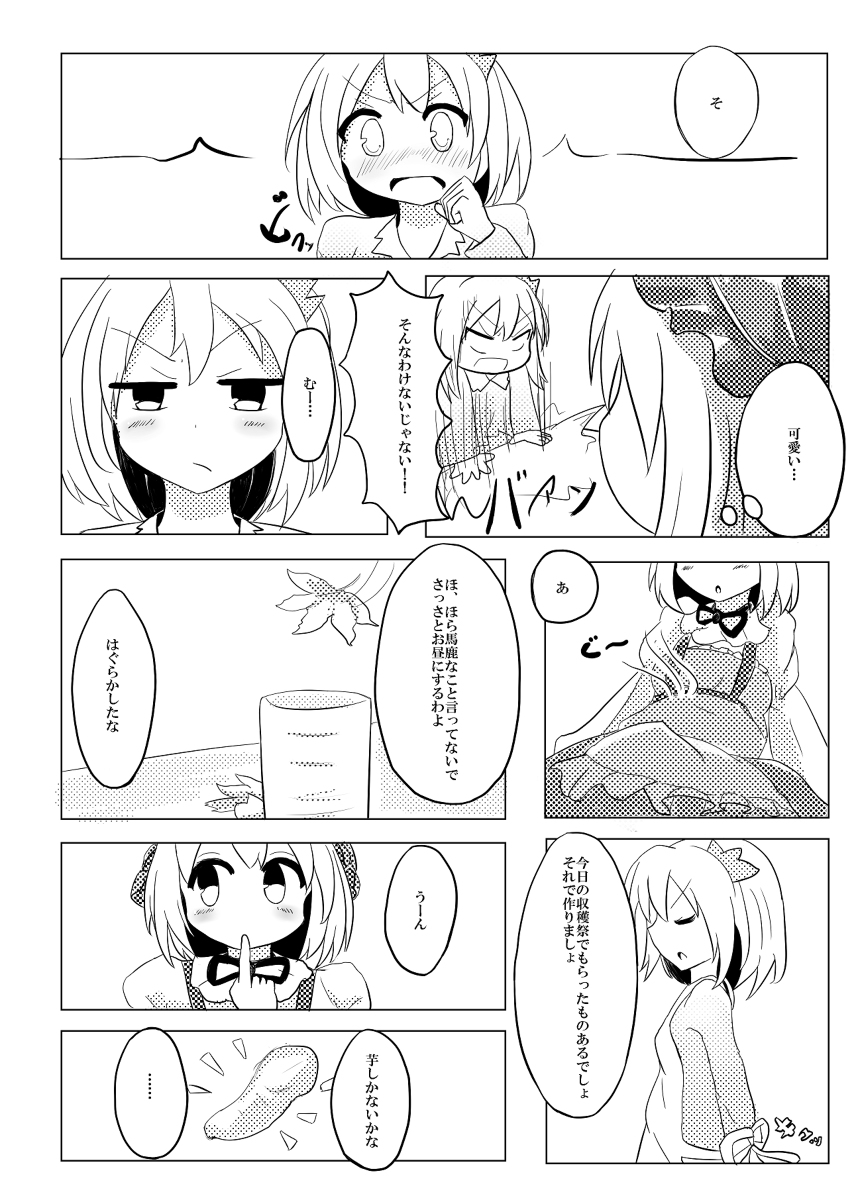 そ
可愛い…
バァン
そんなわけないじゃない！！
むー…
あ
じ〜
ほ、ほら馬鹿なこと言ってないで
さっさとお昼にするわよ
はぐらかしたな
今日の収穫祭でもらったものあるでしょ
それで作りましょ
うーん
芋しかないかな
……